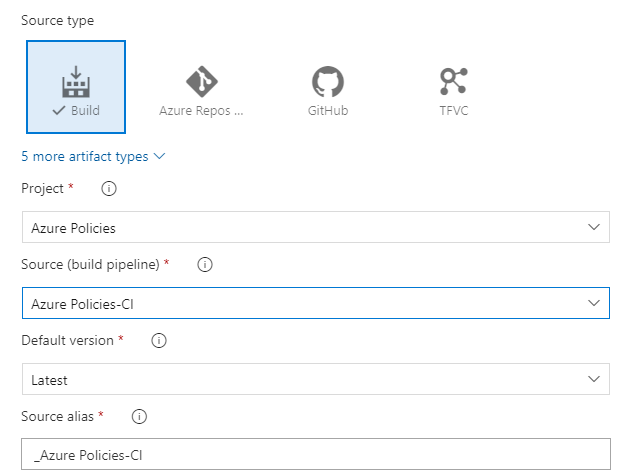 Source type
Build
Azure Repos ...
GitHub
TFVC
5 more artifact types
Project *
Azure Policies
Source (build pipeline) *
Azure Policies-CI
Default version *
Latest
Source alias *
_Azure Policies-CI